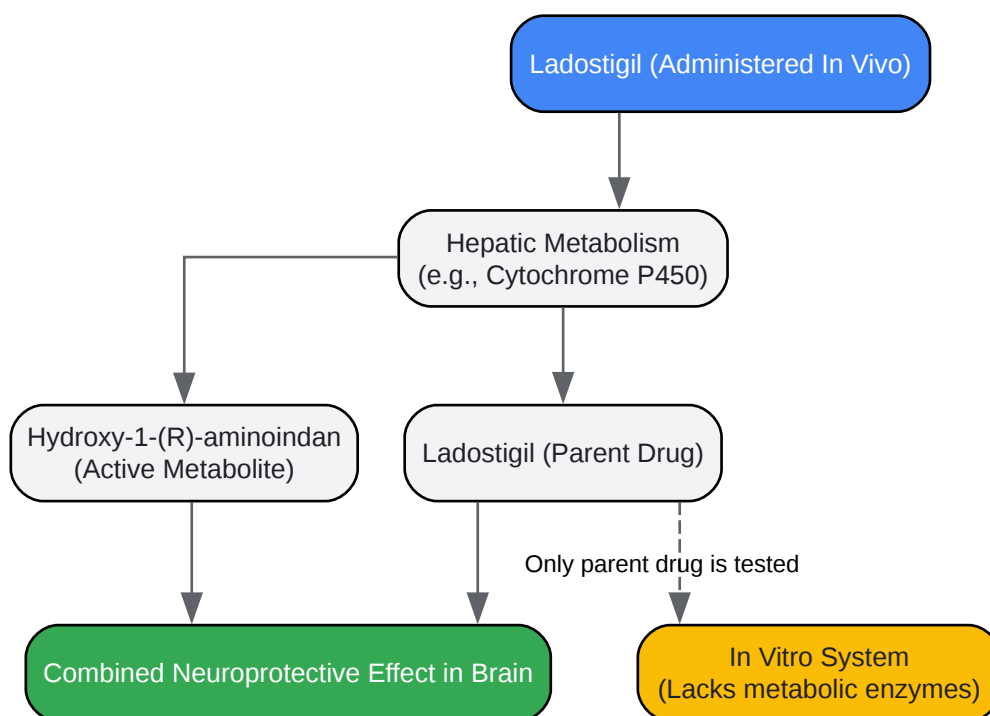 Ladostigil (Administered In Vivo)
Hepatic Metabolism
(e.g., Cytochrome P450)
Hydroxy-1-(R)-aminoindan
(Active Metabolite)
Ladostigil (Parent Drug)
Only parent drug is tested
Combined Neuroprotective Effect in Brain
In Vitro System
(Lacks metabolic enzymes)